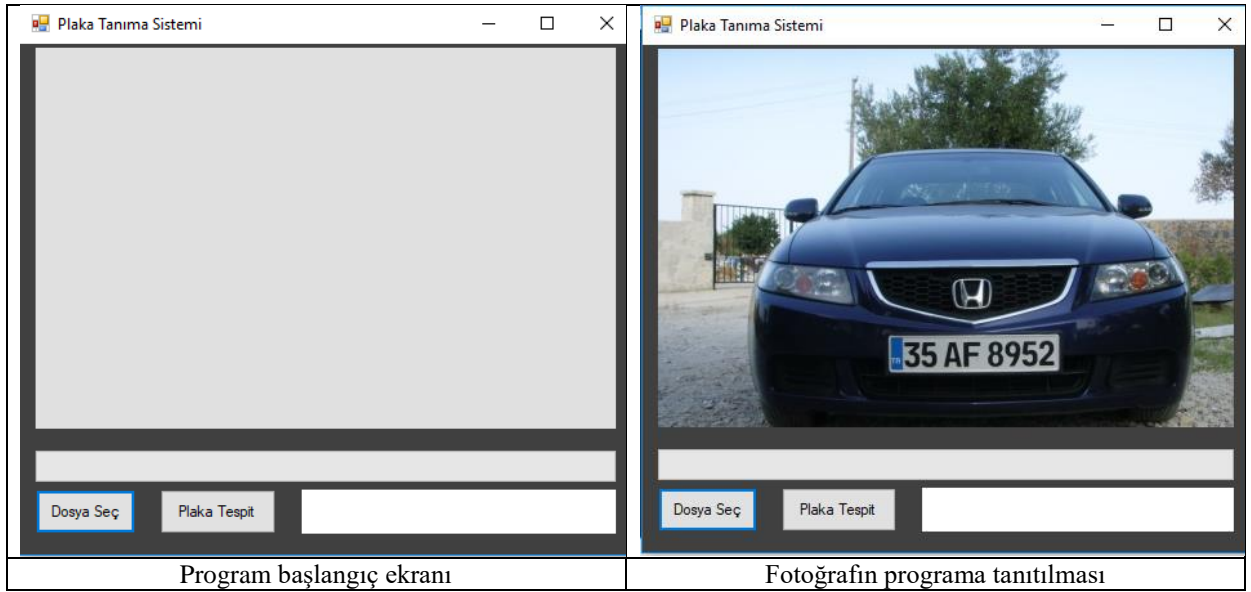 Plaka Tanıma Sistemi
Dosya Seç
Plaka Tespit
Program başlangıç ekranı
Plaka Tanıma Sistemi
TR
35 AF 8952
Dosya Seç
Plaka Tespit
Fotoğrafın programa tanıtılması